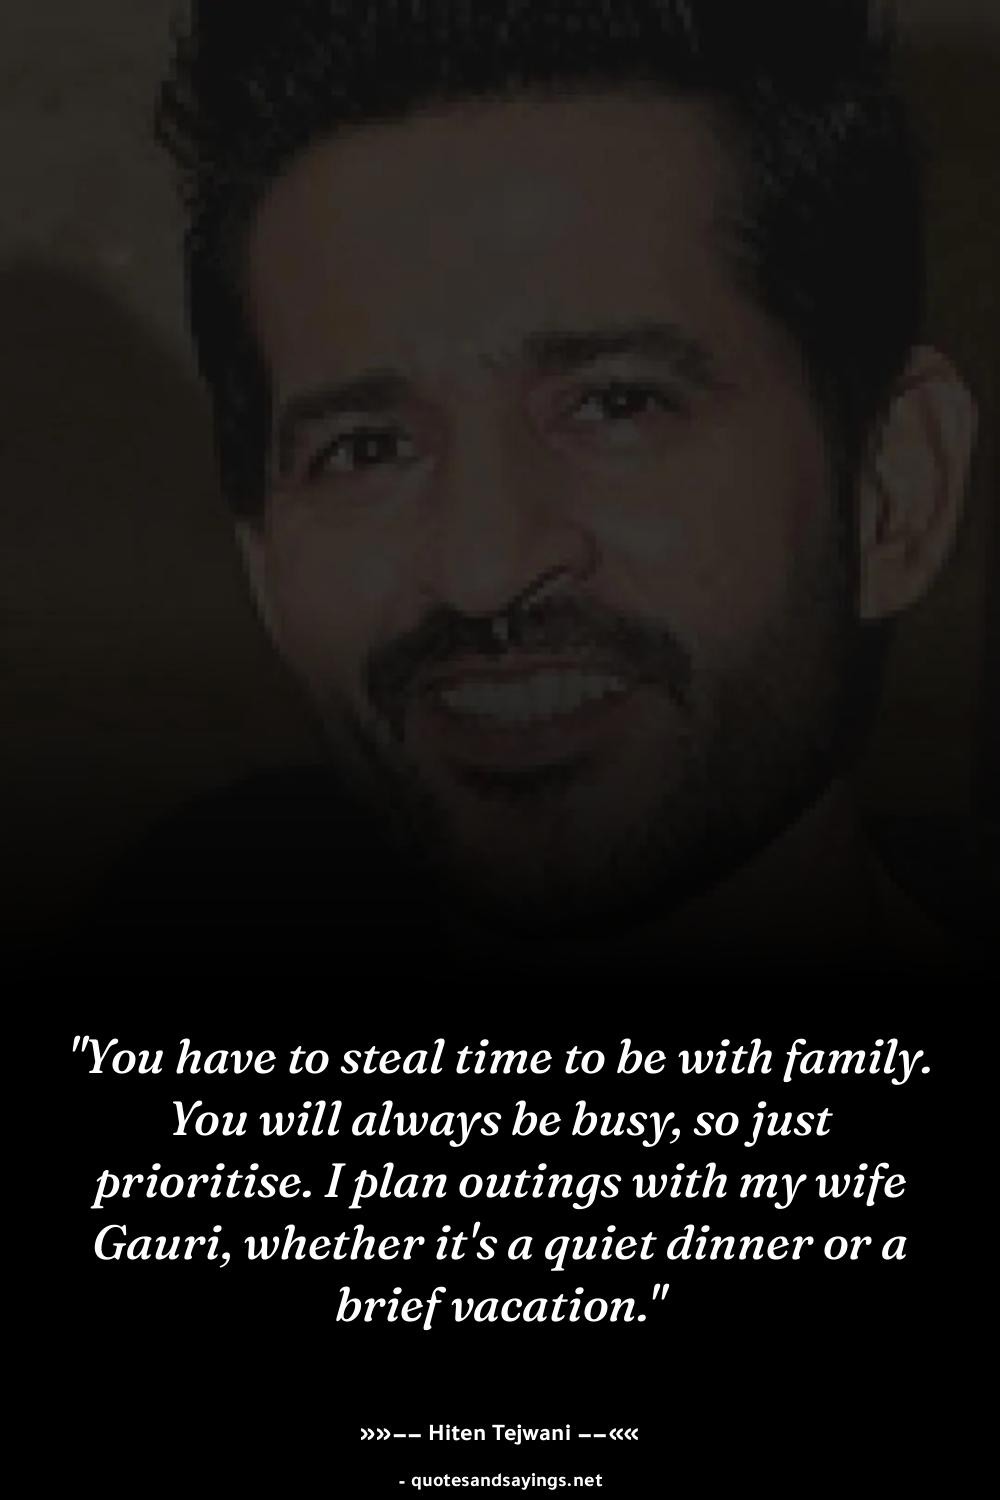 "You have to steal time to be with family.
You will always be busy, so just
prioritise. I plan outings with my wife
Gauri, whether it's a quiet dinner or a
brief vacation."
»»–– Hiten Tejwani ––««
- quotesandsayings.net